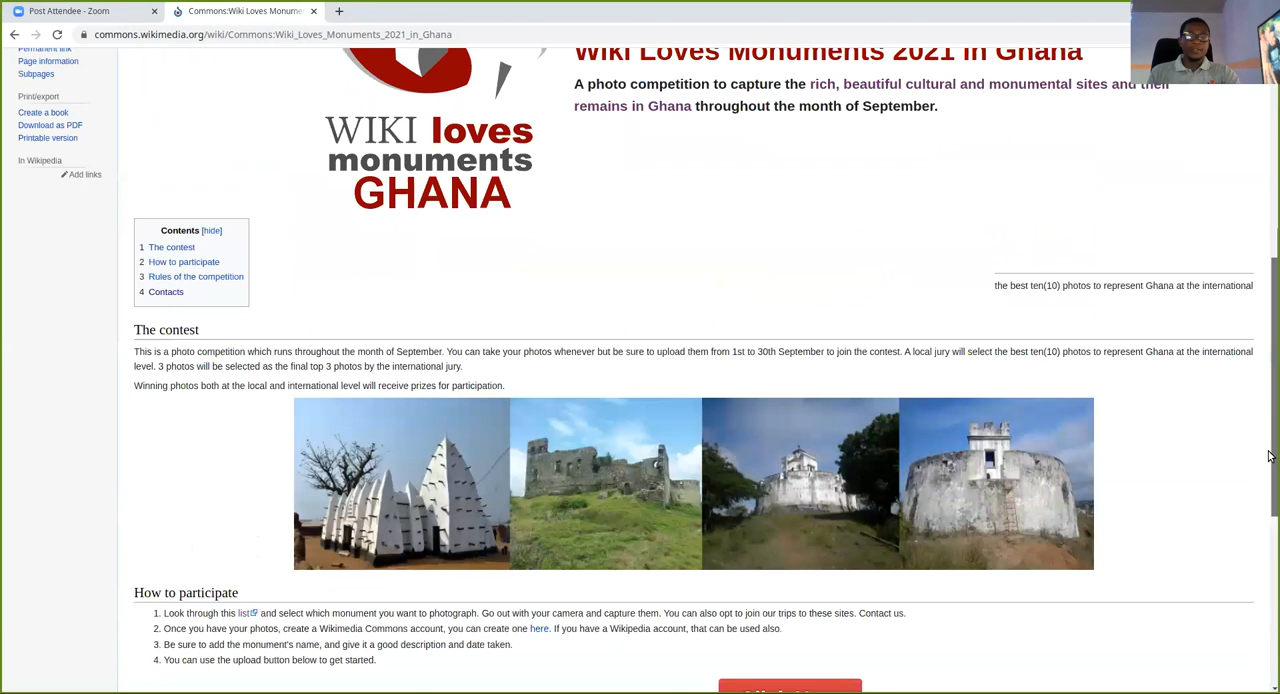 Post Attendee - Zoom
Commons:Wiki Loves Monume
commons.wikimedia.org/wiki/Commons:Wiki_Loves_Monuments_2021_in_Ghana
Permanent link
Page information
Subpages
Print/export
Create a book
Download as PDF
Printable version
In Wikipedia
Add links
WIKI loves
monuments
GHANA
Wiki Loves Monuments 2021 in Ghana
A photo competition to capture the rich, beautiful cultural and monumental sites and their
remains in Ghana throughout the month of September.
Contents [hide]
1 The contest
2 How to participate
3 Rules of the competition
4 Contacts
the best ten(10) photos to represent Ghana at the international
The contest
This is a photo competition which runs throughout the month of September. You can take your photos whenever but be sure to upload them from 1st to 30th September to join the contest. A local jury will select the best ten(10) photos to represent Ghana at the international
level. 3 photos will be selected as the final top 3 photos by the international jury.
Winning photos both at the local and international level will receive prizes for participation.
How to participate
1. Look through this list and select which monument you want to photograph. Go out with your camera and capture them. You can also opt to join our trips to these sites. Contact us.
2. Once you have your photos, create a Wikimedia Commons account, you can create one here. If you have a Wikipedia account, that can be used also.
3. Be sure to add the monument's name, and give it a good description and date taken.
4. You can use the upload button below to get started.